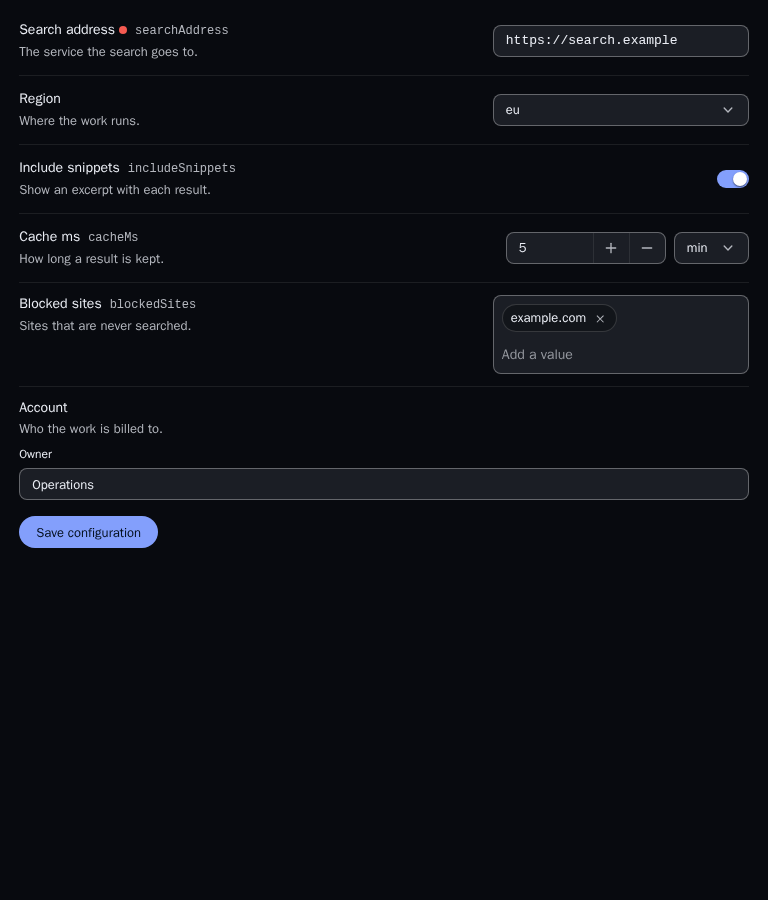 Search address searchAddress
The service the search goes to.
https://search.example
Region
Where the work runs.
eu
Include snippets includeSnippets
Show an excerpt with each result.
Cache ms cacheMs
How long a result is kept.
5
min
Blocked sites blockedSites
Sites that are never searched.
example.com
Add a value
Account
Who the work is billed to.
Owner
Operations
Save configuration